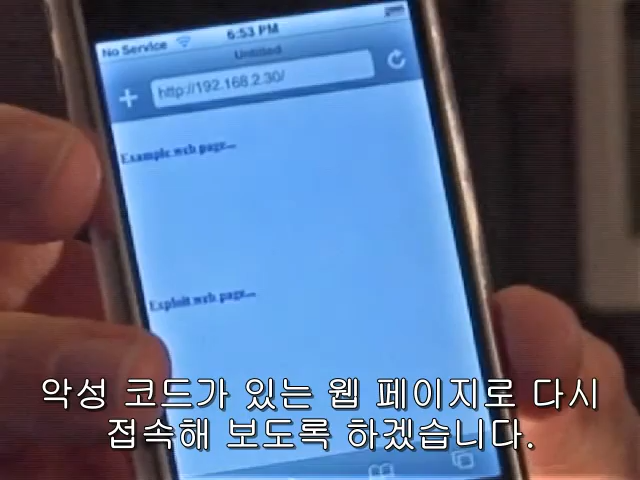 No Service 6:53 PM
Untitled
http://192.168.2.30/
Example web page...
Exploit web page...
악성 코드가 있는 웹 페이지로 다시
접속해 보도록 하겠습니다.